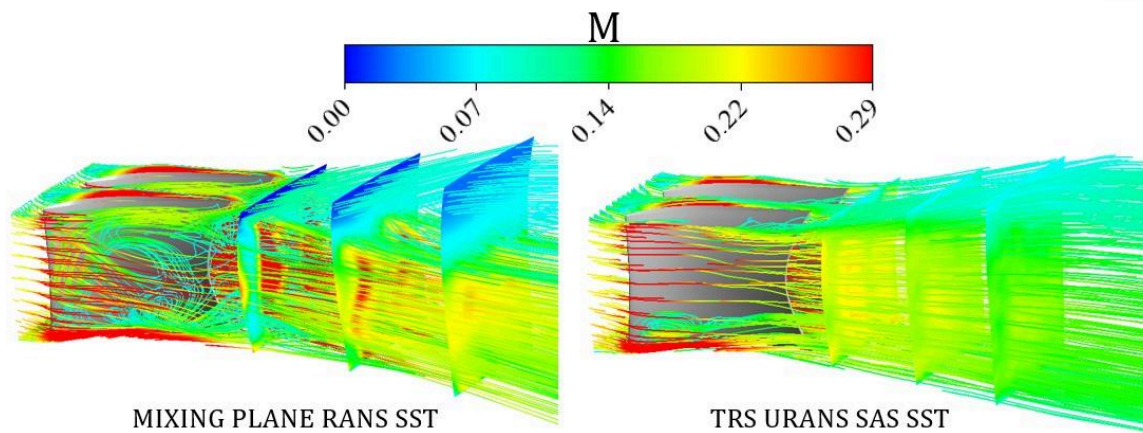 M
0.00 0.07 0.14 0.22 0.29
MIXING PLANE RANS SST
TRS URANS SAS SST